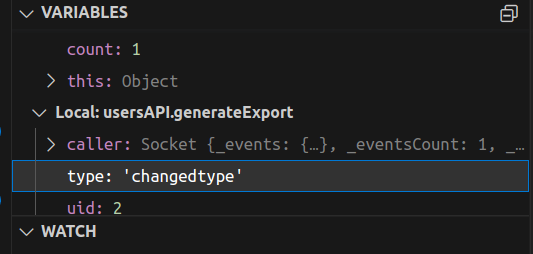 VARIABLES
count: 1
this: Object
Local: usersAPI.generateExport
caller: Socket {_events: {…}, _eventsCount: 1, _…
type: 'changedtype'
uid: 2
WATCH